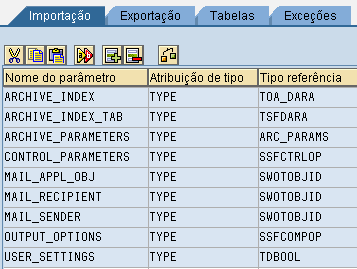 Importação Exportação Tabelas Exceções
Nome do parâmetro Atribuição de tipo Tipo referência
ARCHIVE_INDEX TYPE TOA_DARA
ARCHIVE_INDEX_TAB TYPE TSFDARA
ARCHIVE_PARAMETERS TYPE ARC_PARAMS
CONTROL_PARAMETERS TYPE SSFCTRLOP
MAIL_APPL_OBJ TYPE SWOTOBJID
MAIL_RECIPIENT TYPE SWOTOBJID
MAIL_SENDER TYPE SWOTOBJID
OUTPUT_OPTIONS TYPE SSFCOMPOP
USER_SETTINGS TYPE TDBOOL